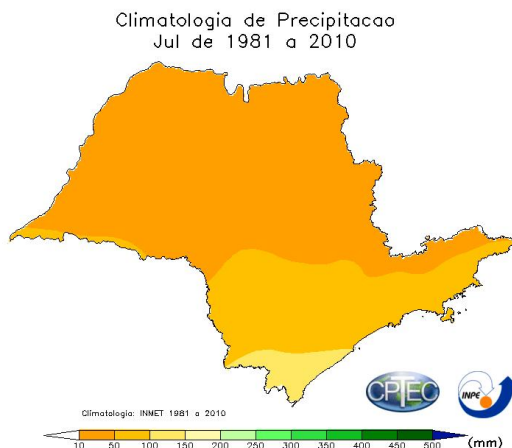 Climatologia de Precipitacao
Jul de 1981 a 2010
CPTEC
INPE
Climatologia: INMET 1981 a 2010
10 50 100 150 200 250 300 350 400 450 500 (mm)